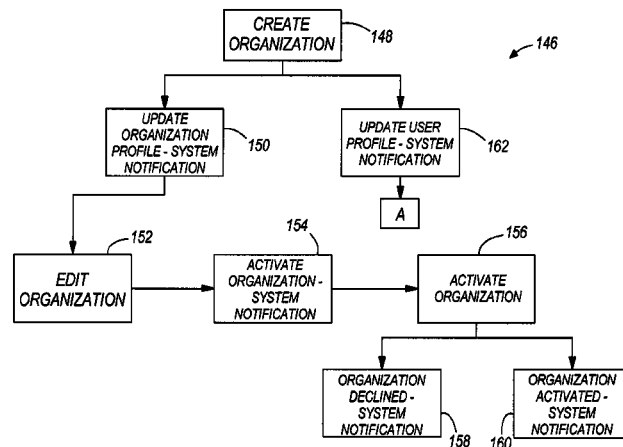 CREATE
ORGANIZATION
148
146
UPDATE
ORGANIZATION
PROFILE - SYSTEM
NOTIFICATION
150
UPDATE USER
PROFILE - SYSTEM
NOTIFICATION
162
A
152
EDIT
ORGANIZATION
154
ACTIVATE
ORGANIZATION -
SYSTEM
NOTIFICATION
156
ACTIVATE
ORGANIZATION
ORGANIZATION
DECLINED -
SYSTEM
NOTIFICATION
158
ORGANIZATION
ACTIVATED -
SYSTEM
NOTIFICATION
160